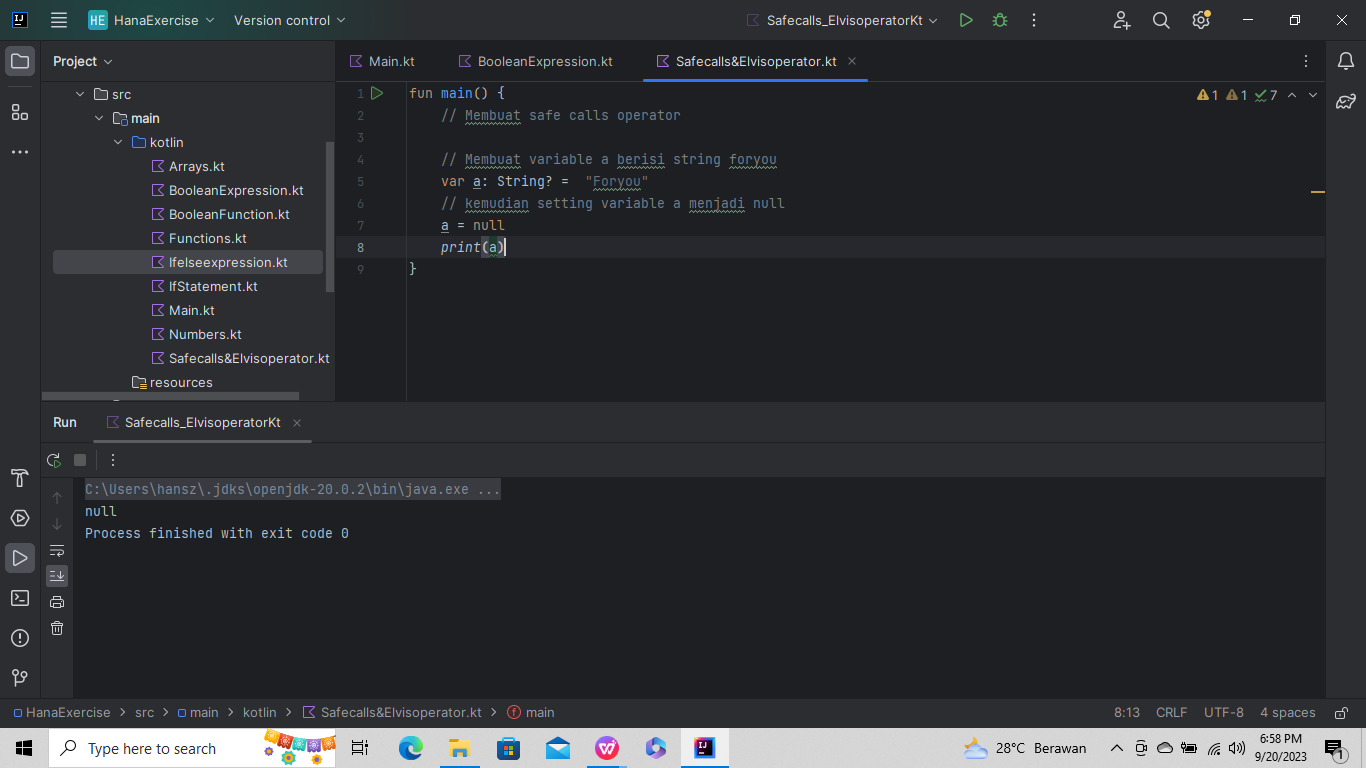 HE HanaExercise Version control Safecalls_ElvisoperatorKt
Project Main.kt BooleanExpression.kt Safecalls&Elvisoperator.kt
src
main
kotlin
Arrays.kt
BooleanExpression.kt
BooleanFunction.kt
Functions.kt
Ifelseexpression.kt
IfStatement.kt
Main.kt
Numbers.kt
Safecalls&Elvisoperator.kt
resources
1 fun main() {
2 // Membuat safe calls operator
3
4 // Membuat variable a berisi string foryou
5 var a: String? =  "Foryou"
6 // kemudian setting variable a menjadi null
7 a = null
8 print(a)
9 }
1 1 7
Run Safecalls_ElvisoperatorKt
C:\Users\hansz\.jdks\openjdk-20.0.2\bin\java.exe ...
null
Process finished with exit code 0
HanaExercise > src > main > kotlin > Safecalls&Elvisoperator.kt > main 8:13 CRLF UTF-8 4 spaces
Type here to search 28°C Berawan 6:58 PM
9/20/2023 1